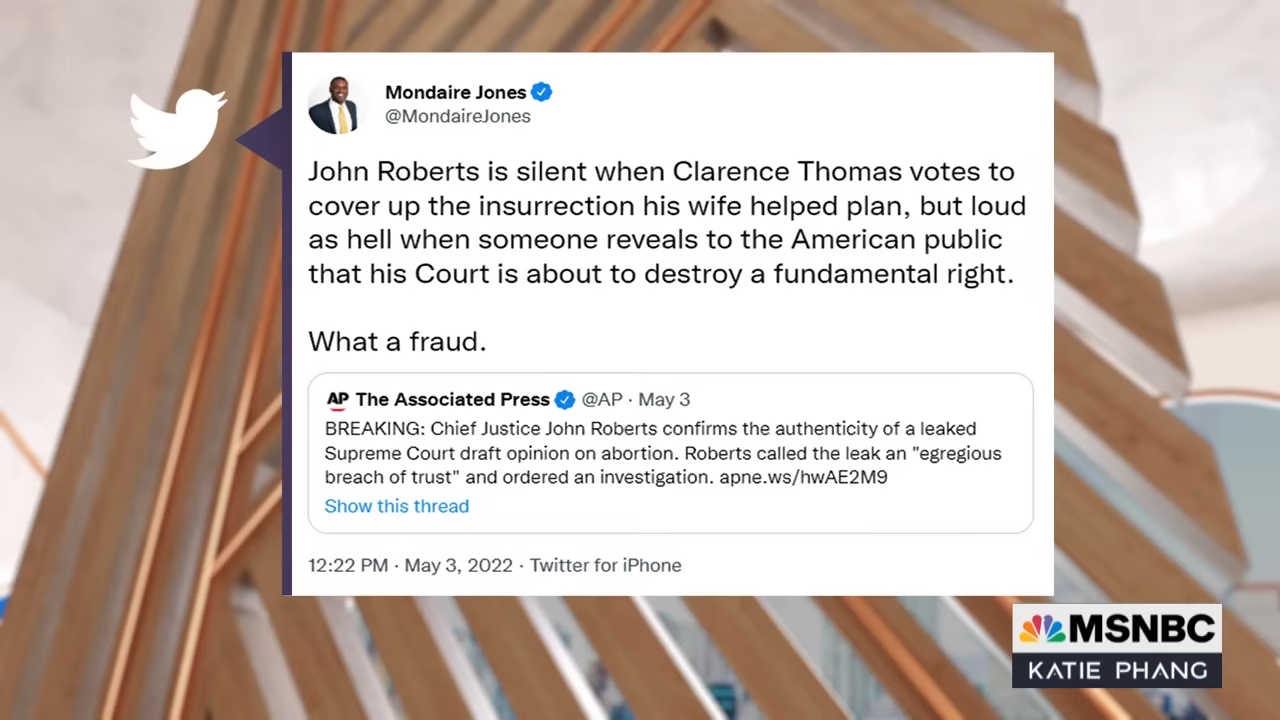 Mondaire Jones
@MondaireJones
John Roberts is silent when Clarence Thomas votes to
cover up the insurrection his wife helped plan, but loud
as hell when someone reveals to the American public
that his Court is about to destroy a fundamental right.
What a fraud.
AP The Associated Press @AP · May 3
BREAKING: Chief Justice John Roberts confirms the authenticity of a leaked
Supreme Court draft opinion on abortion. Roberts called the leak an "egregious
breach of trust" and ordered an investigation. apne.ws/hwAE2M9
Show this thread
12:22 PM · May 3, 2022 · Twitter for iPhone
MSNBC
KATIE PHANG